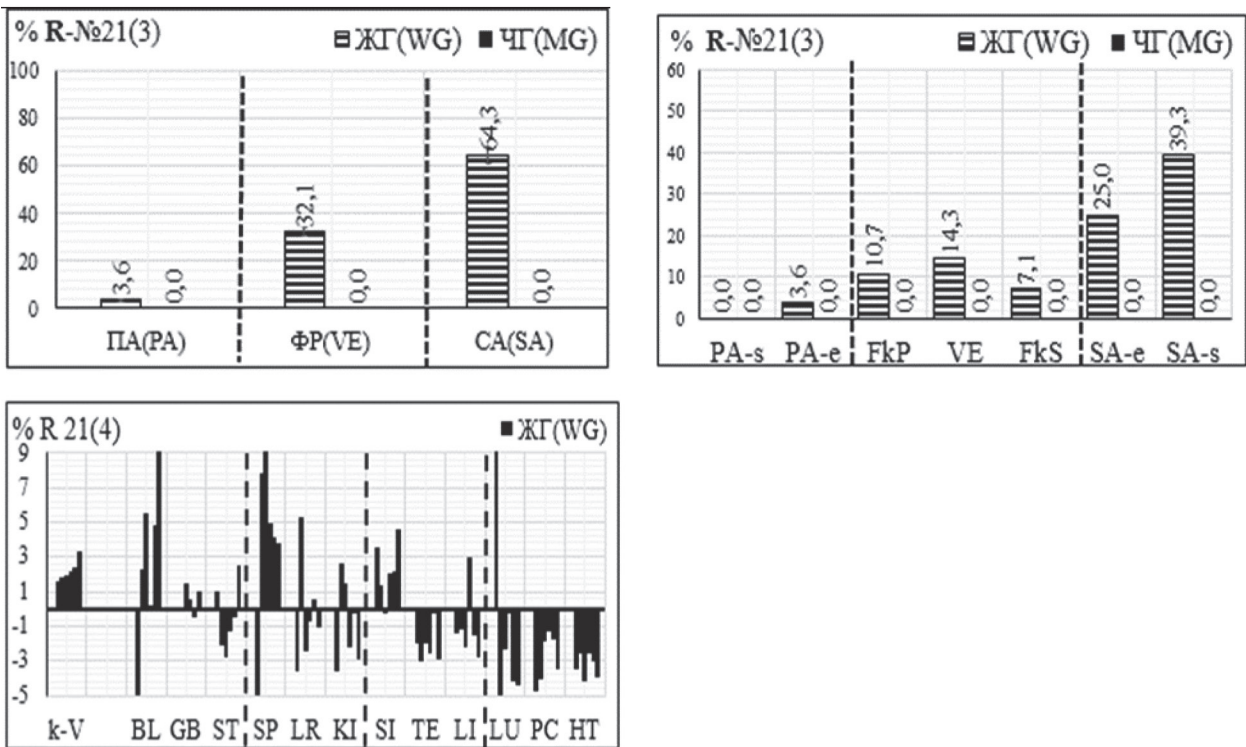 % R-№21(3) ЖГ(WG) ЧГ(MG)
100
80
60
40
20
0
3,6 0,0 32,1 0,0 64,3 0,0
ПА(PA) ФР(VE) СА(SA)
% R-№21(3) ЖГ(WG) ЧГ(MG)
60
50
40
30
20
10
0
0,0 0,0 3,6 0,0 10,7 0,0 14,3 0,0 7,1 0,0 25,0 0,0 39,3 0,0
PA-s PA-e FkP VE FkS SA-e SA-s
% R 21(4) ЖГ(WG)
9
7
5
3
1
-1
-3
-5
k-V BL GB ST SP LR KI SI TE LI LU PC HT